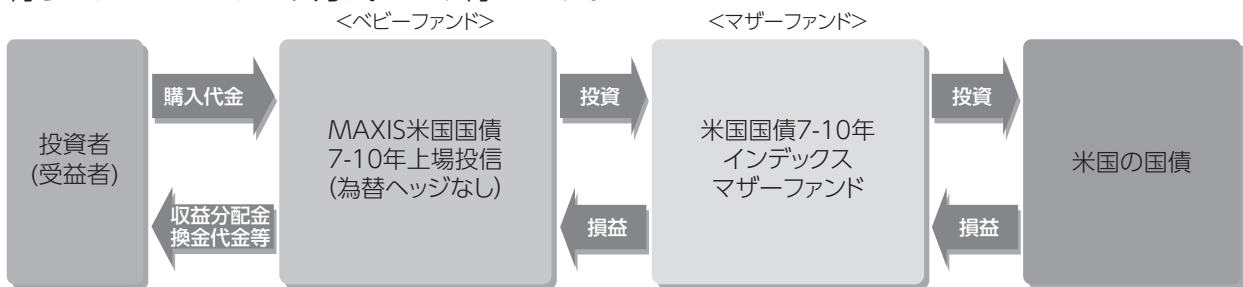 <ベビーファンド>
<マザーファンド>
購入代金
投資
投資
投資者
(受益者)
MAXIS米国国債
7-10年上場投信
(為替ヘッジなし)
米国国債7-10年
インデックス
マザーファンド
米国の国債
収益分配金
換金代金等
損益
損益